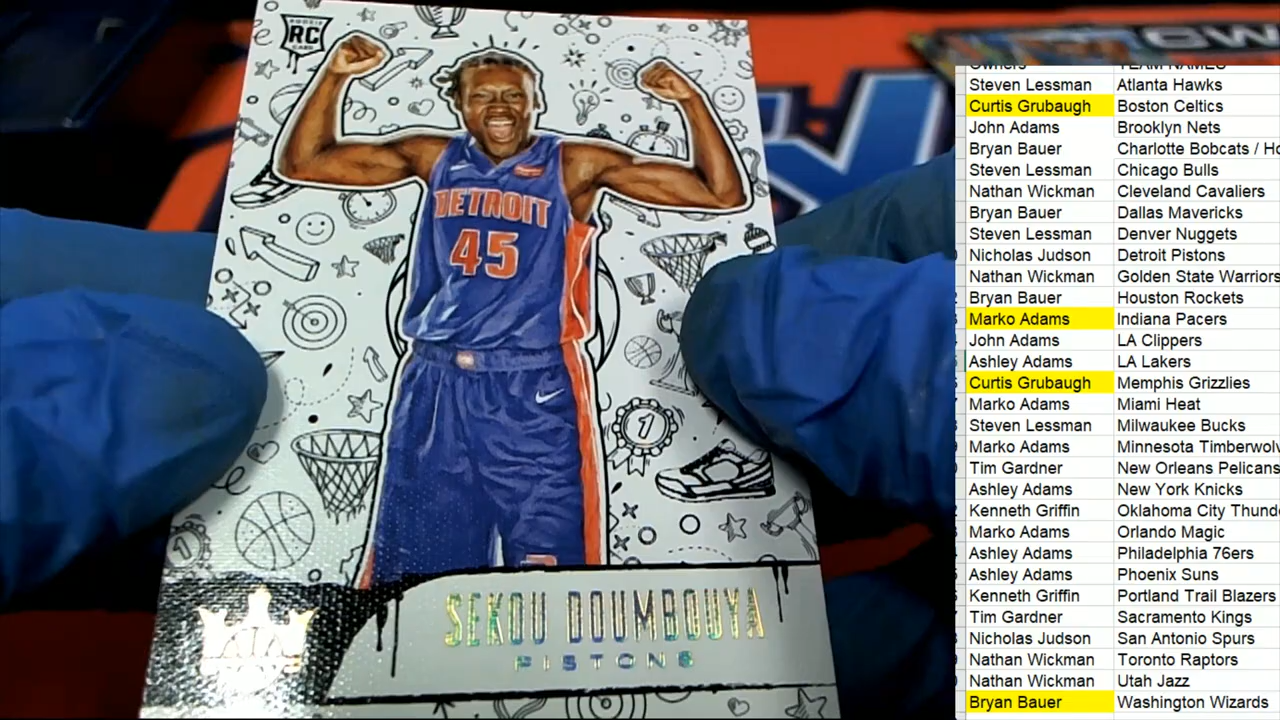 ROOKIE
RC
CARD
DETROIT
45
1
1
SEKOU DOUMBOUYA
PISTONS
Owners TEAM NAMES
Steven Lessman Atlanta Hawks
Curtis Grubaugh Boston Celtics
John Adams Brooklyn Nets
Bryan Bauer Charlotte Bobcats / Ho
Steven Lessman Chicago Bulls
Nathan Wickman Cleveland Cavaliers
Bryan Bauer Dallas Mavericks
Steven Lessman Denver Nuggets
Nicholas Judson Detroit Pistons
Nathan Wickman Golden State Warriors
Bryan Bauer Houston Rockets
Marko Adams Indiana Pacers
John Adams LA Clippers
Ashley Adams LA Lakers
Curtis Grubaugh Memphis Grizzlies
Marko Adams Miami Heat
Steven Lessman Milwaukee Bucks
Marko Adams Minnesota Timberwolv
Tim Gardner New Orleans Pelicans
Ashley Adams New York Knicks
Kenneth Griffin Oklahoma City Thunde
Marko Adams Orlando Magic
Ashley Adams Philadelphia 76ers
Ashley Adams Phoenix Suns
Kenneth Griffin Portland Trail Blazers
Tim Gardner Sacramento Kings
Nicholas Judson San Antonio Spurs
Nathan Wickman Toronto Raptors
Nathan Wickman Utah Jazz
Bryan Bauer Washington Wizards